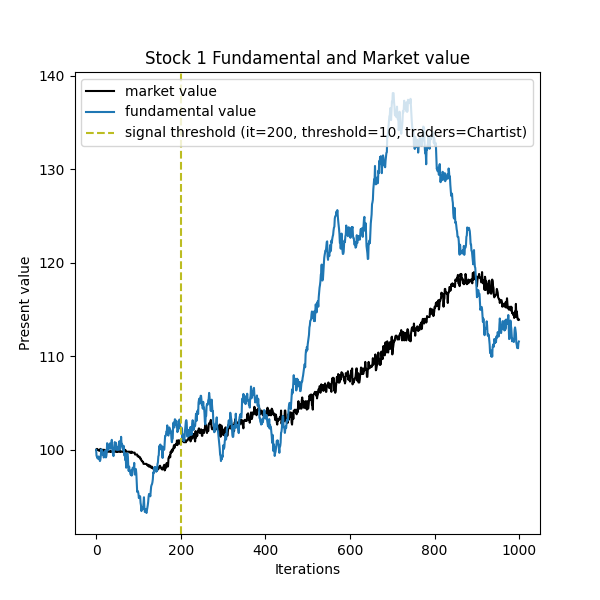 Stock 1 Fundamental and Market value
market value
fundamental value
signal threshold (it=200, threshold=10, traders=Chartist)
140
130
120
110
100
Present value
0 200 400 600 800 1000
Iterations